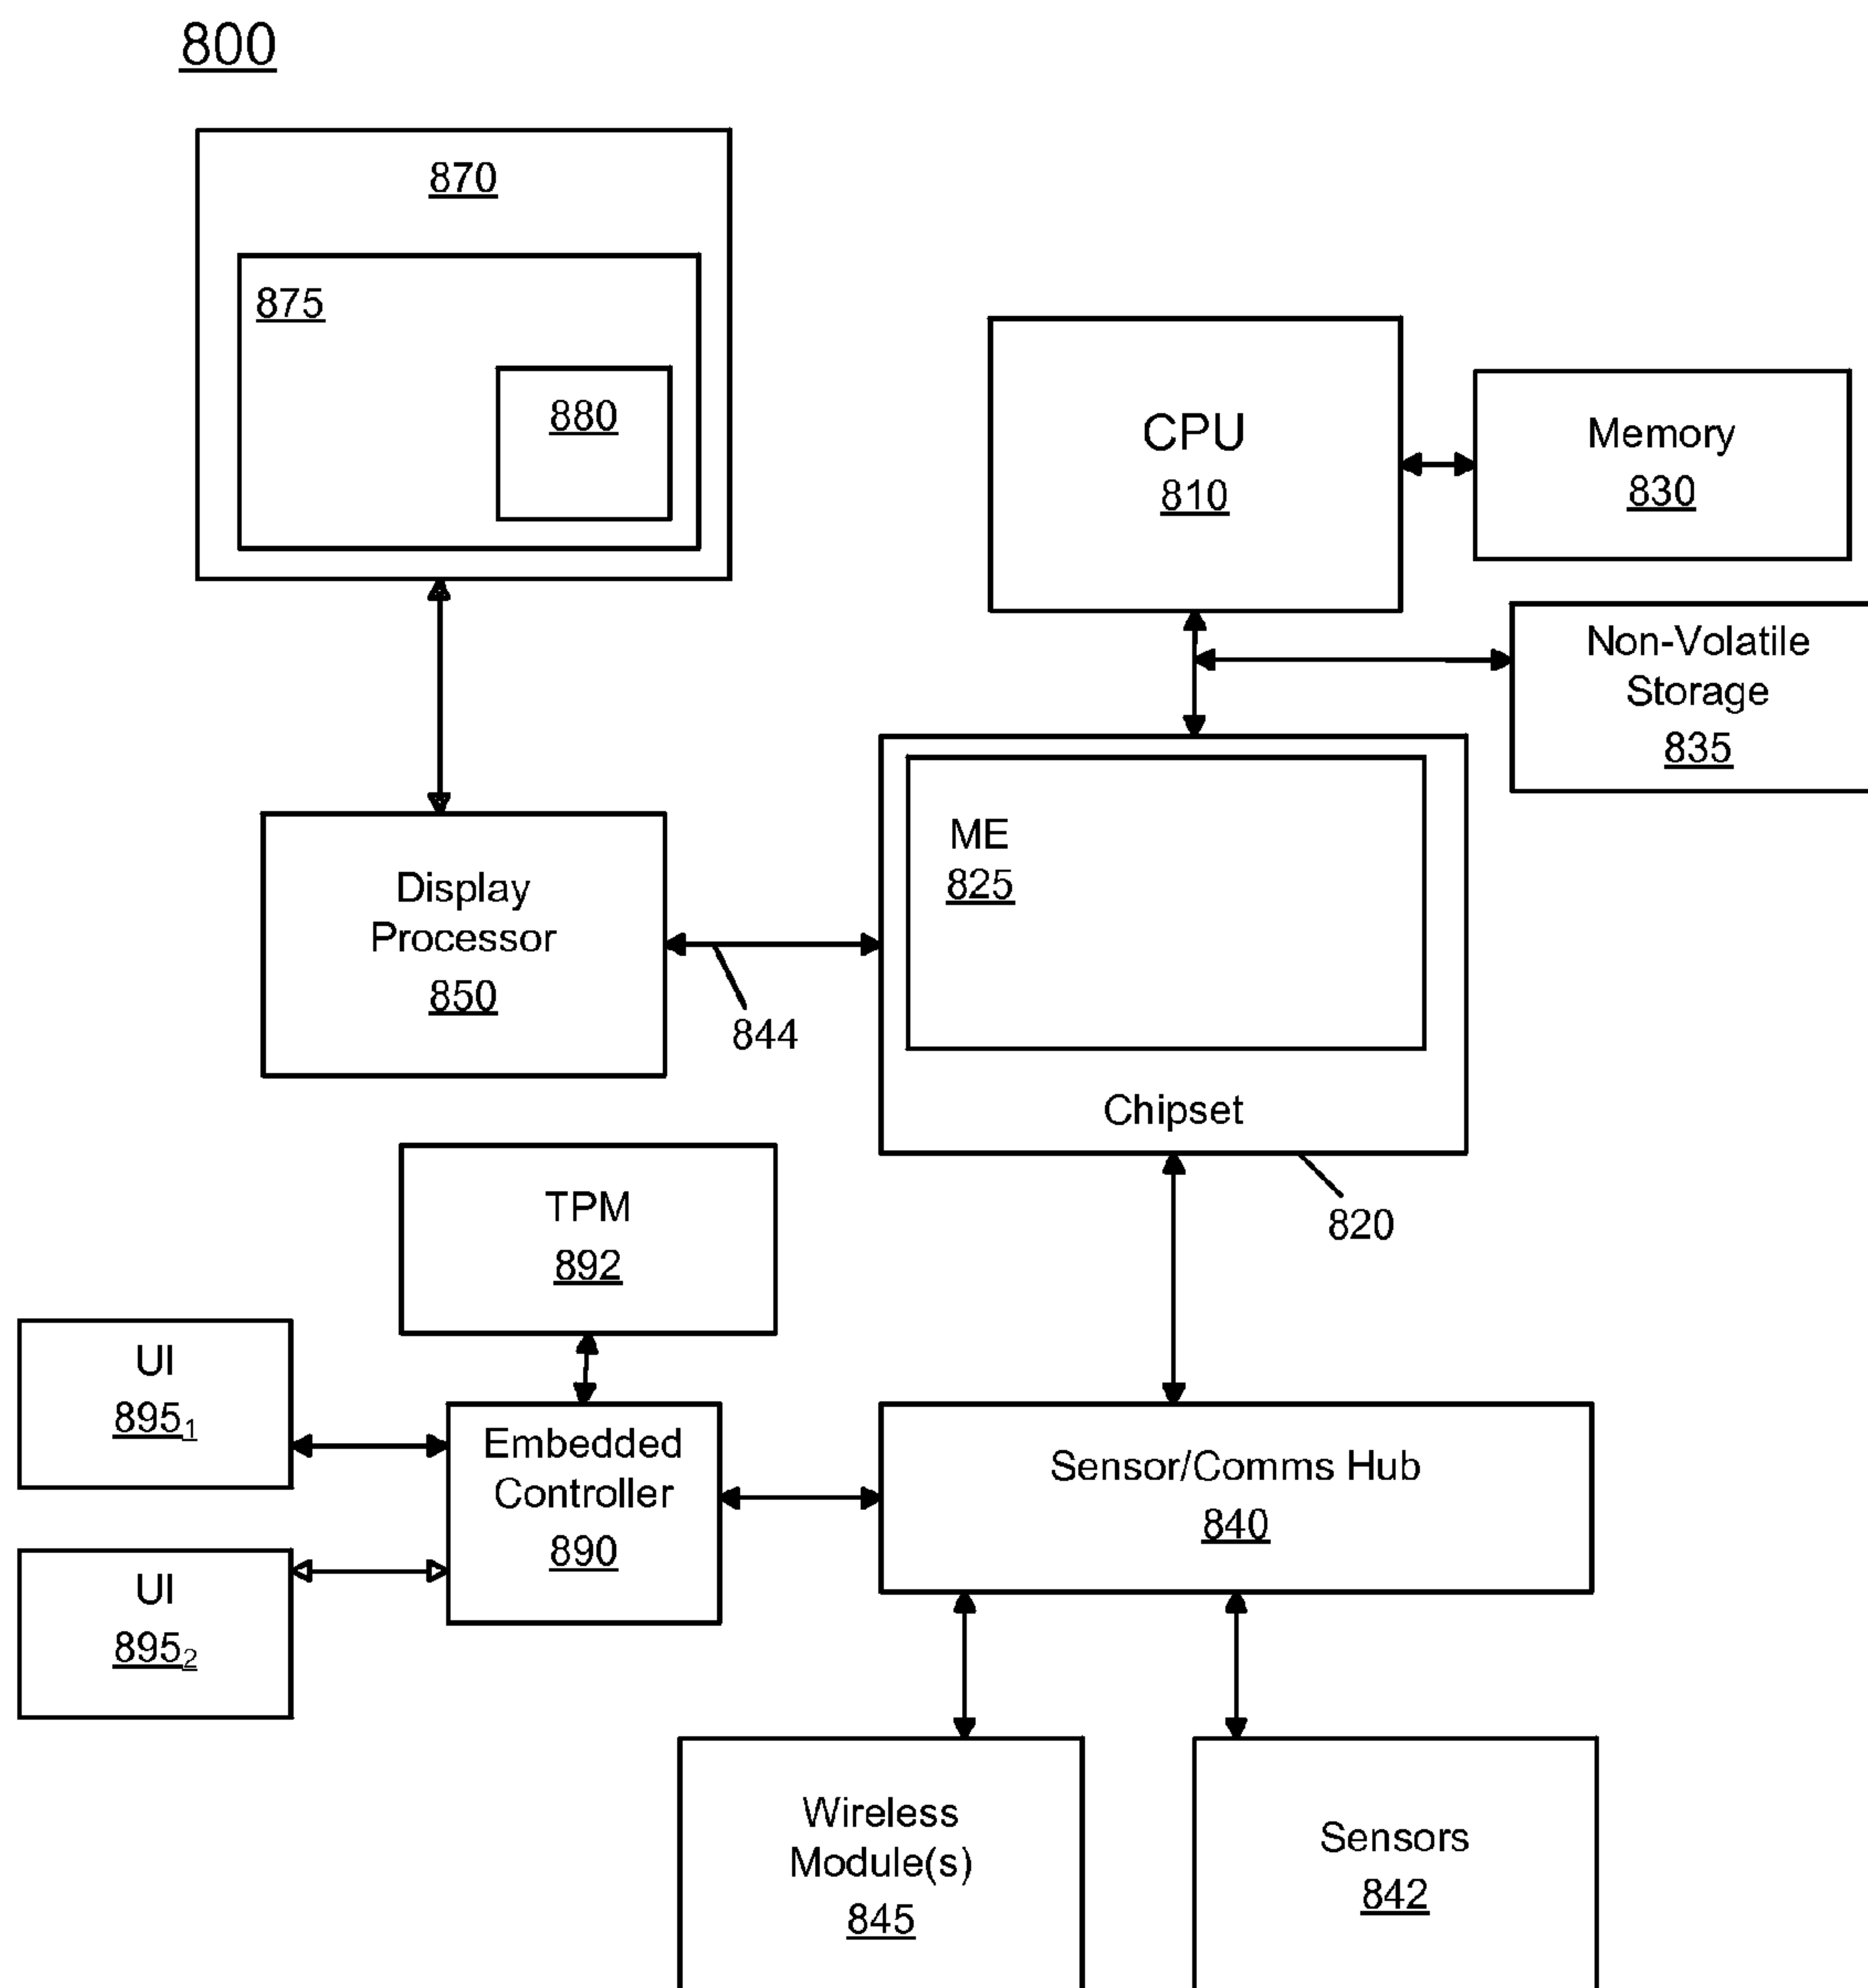 800
870
875
880
CPU
810
Memory
830
Non-Volatile
Storage
835
ME
825
Display
Processor
850
844
Chipset
820
TPM
892
UI
895₁
Embedded
Controller
890
Sensor/Comms Hub
840
UI
895₂
Wireless
Module(s)
845
Sensors
842